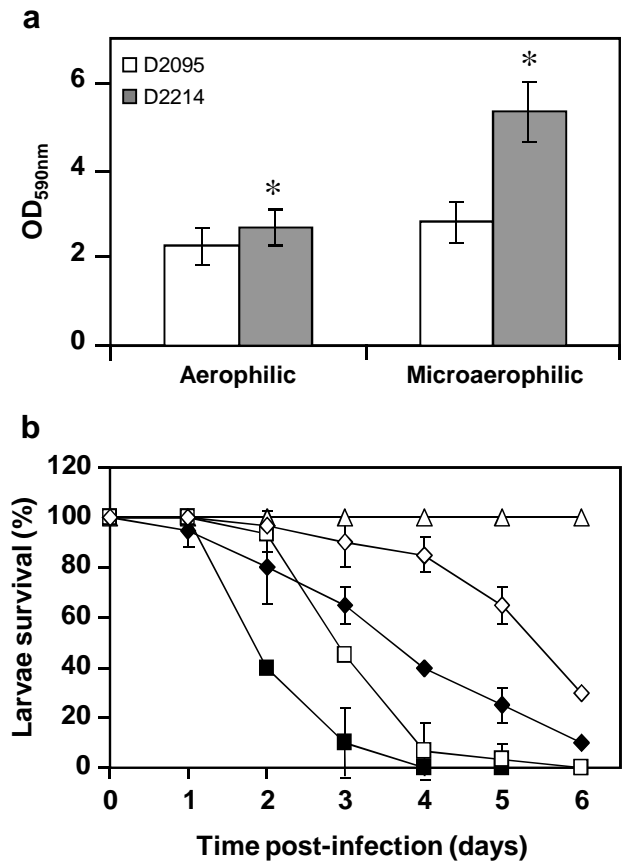 a
6
4
2
0
OD590nm
D2095
D2214
*
*
Aerophilic
Microaerophilic
b
120
100
80
60
40
20
0
Larvae survival (%)
0 1 2 3 4 5 6
Time post-infection (days)